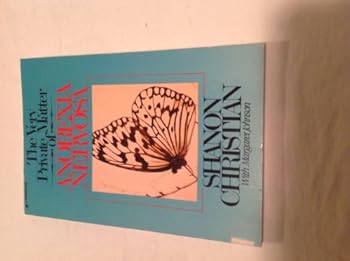 The Very
Private Matter
Of
ANOREXIA
NERVOSA
SHANON
CHRISTIAN
With Margaret Johnson